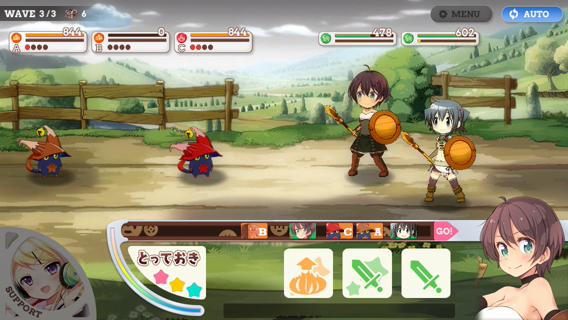 WAVE 3/3 6
MENU
AUTO
844
0
844
478
602
A
B
C
B
C
A
GO!
とっておき
SUPPORT